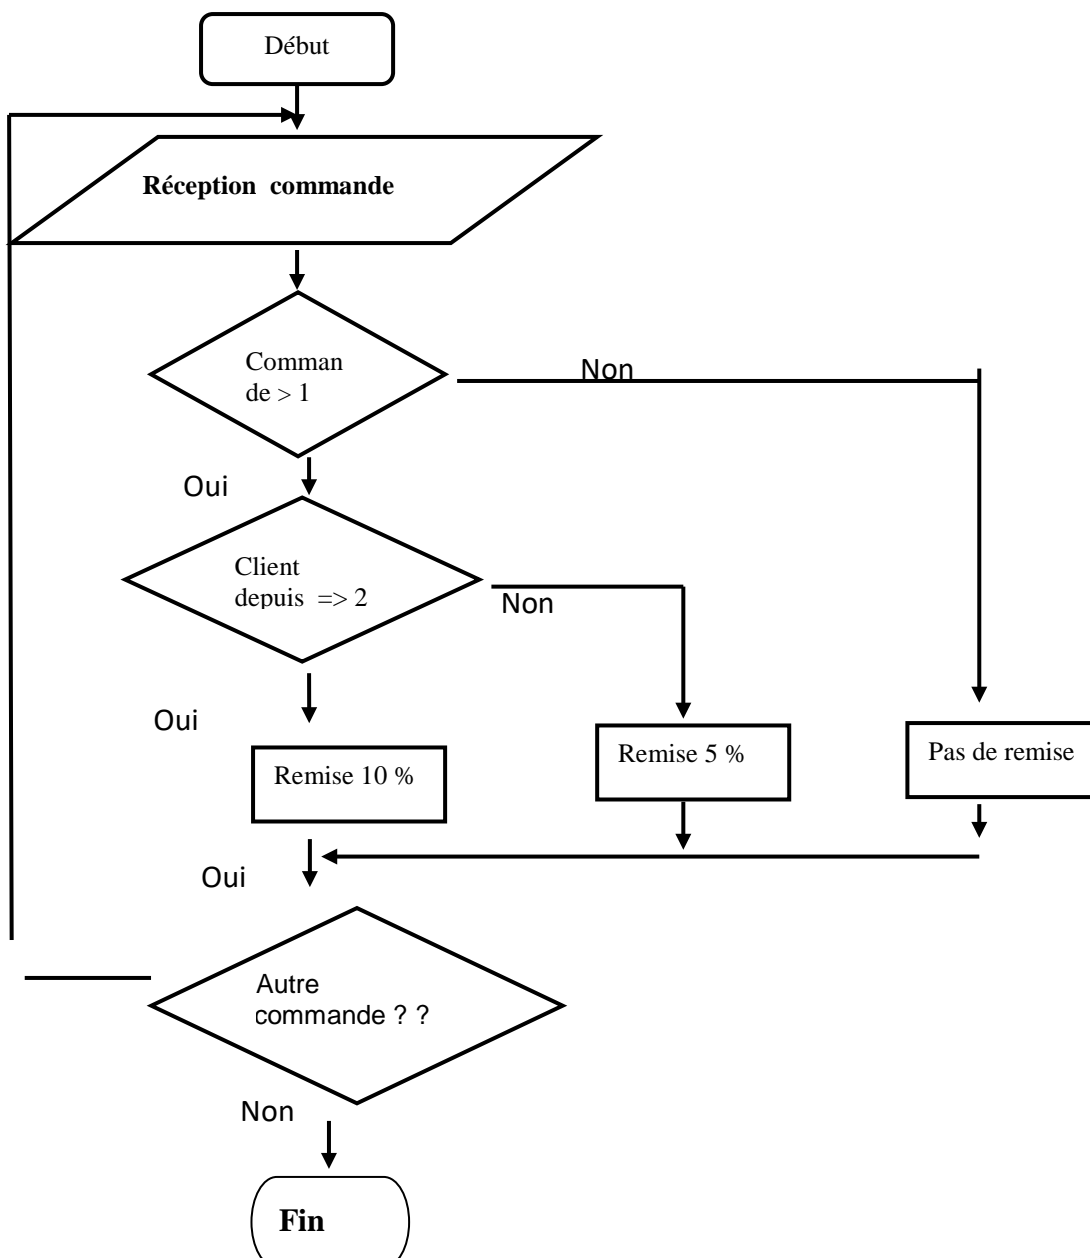 Début
Réception commande
Comman
de > 1
Non
Oui
Client
depuis => 2
Non
Oui
Remise 10 %
Remise 5 %
Pas de remise
Oui
Autre
commande ? ?
Non
Fin